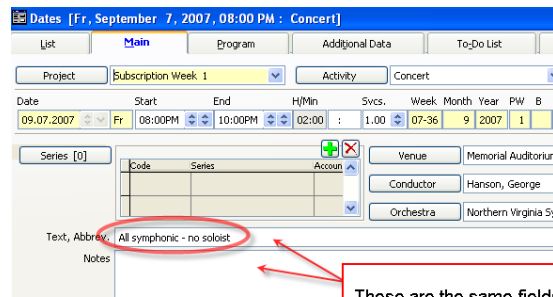 Dates [Fr, September 7, 2007, 08:00 PM : Concert]
List Main Program Additional Data To-Do List
Project Subscription Week 1 Activity Concert
Date Start End H/Min Svcs. Week Month Year PW B
09.07.2007 Fr 08:00PM 10:00PM 02:00 : 1.00 07-36 9 2007 1
Series [0] Venue Memorial Auditorium
Code Series Accoun
Conductor Hanson, George
Orchestra Northern Virginia Sy
Text, Abbrev. All symphonic - no soloist
Notes
These are the same fields